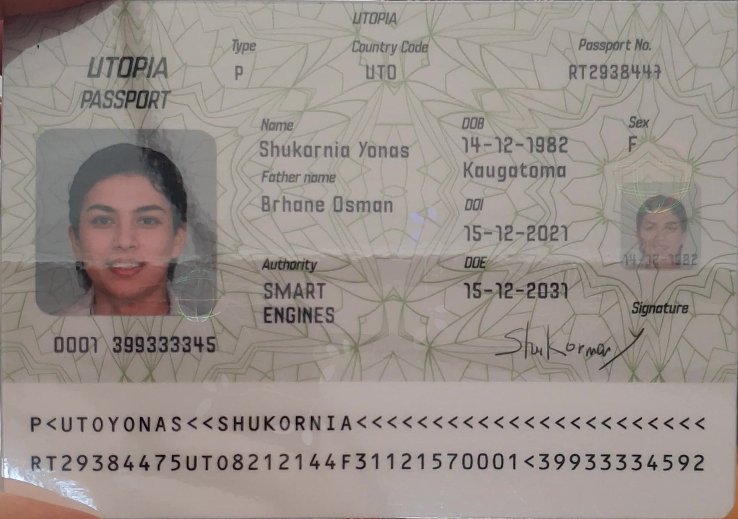 UTOPIA
UTOPIA
PASSPORT
Type
P
Country Code
UTO
Passport No.
RT2938447
Name
Shukornia Yonas
Father name
Brhane Osman
DOB
14-12-1982
Kaugatoma
Sex
F
DOI
15-12-2021
Authority
SMART
ENGINES
DOE
15-12-2031
14-12-1982
Signature
Shukornay
0001 399333345
P<UTOYONAS<<SHUKORNIA<<<<<<<<<<<<<<<<<<<<<<<
RT29384475UTO8212144F31121570001<39933334592